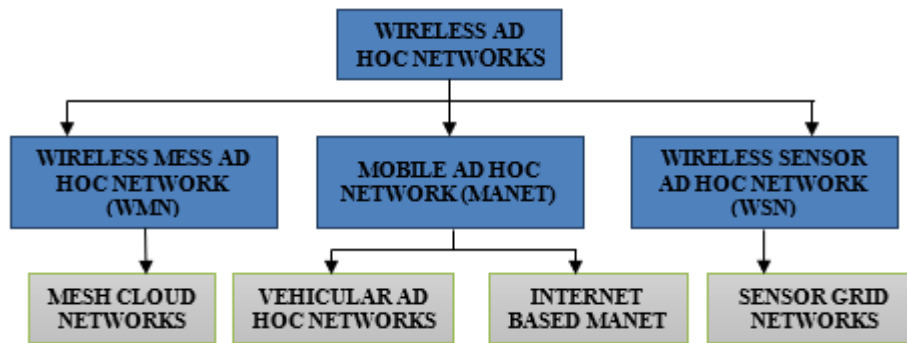 WIRELESS AD
HOC NETWORKS
WIRELESS MESS AD
HOC NETWORK
(WMN)
MOBILE AD HOC
NETWORK (MANET)
WIRELESS SENSOR
AD HOC NETWORK
(WSN)
MESH CLOUD
NETWORKS
VEHICULAR AD
HOC NETWORKS
INTERNET
BASED MANET
SENSOR GRID
NETWORKS